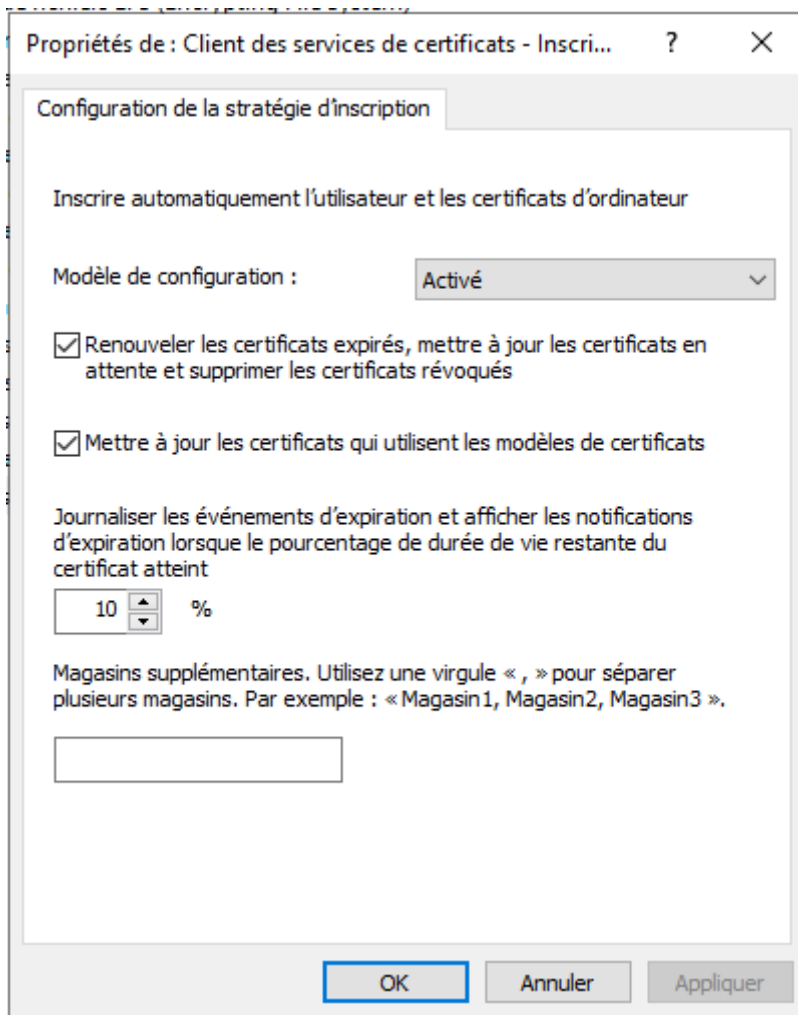 Propriétés de : Client des services de certificats - Inscri...
?
Configuration de la stratégie d'inscription
Inscrire automatiquement l'utilisateur et les certificats d'ordinateur
Modèle de configuration :
Activé
Renouveler les certificats expirés, mettre à jour les certificats en
attente et supprimer les certificats révoqués
Mettre à jour les certificats qui utilisent les modèles de certificats
Journaliser les événements d'expiration et afficher les notifications
d'expiration lorsque le pourcentage de durée de vie restante du
certificat atteint
10 %
Magasins supplémentaires. Utilisez une virgule « , » pour séparer
plusieurs magasins. Par exemple : « Magasin1, Magasin2, Magasin3 ».
OK
Annuler
Appliquer